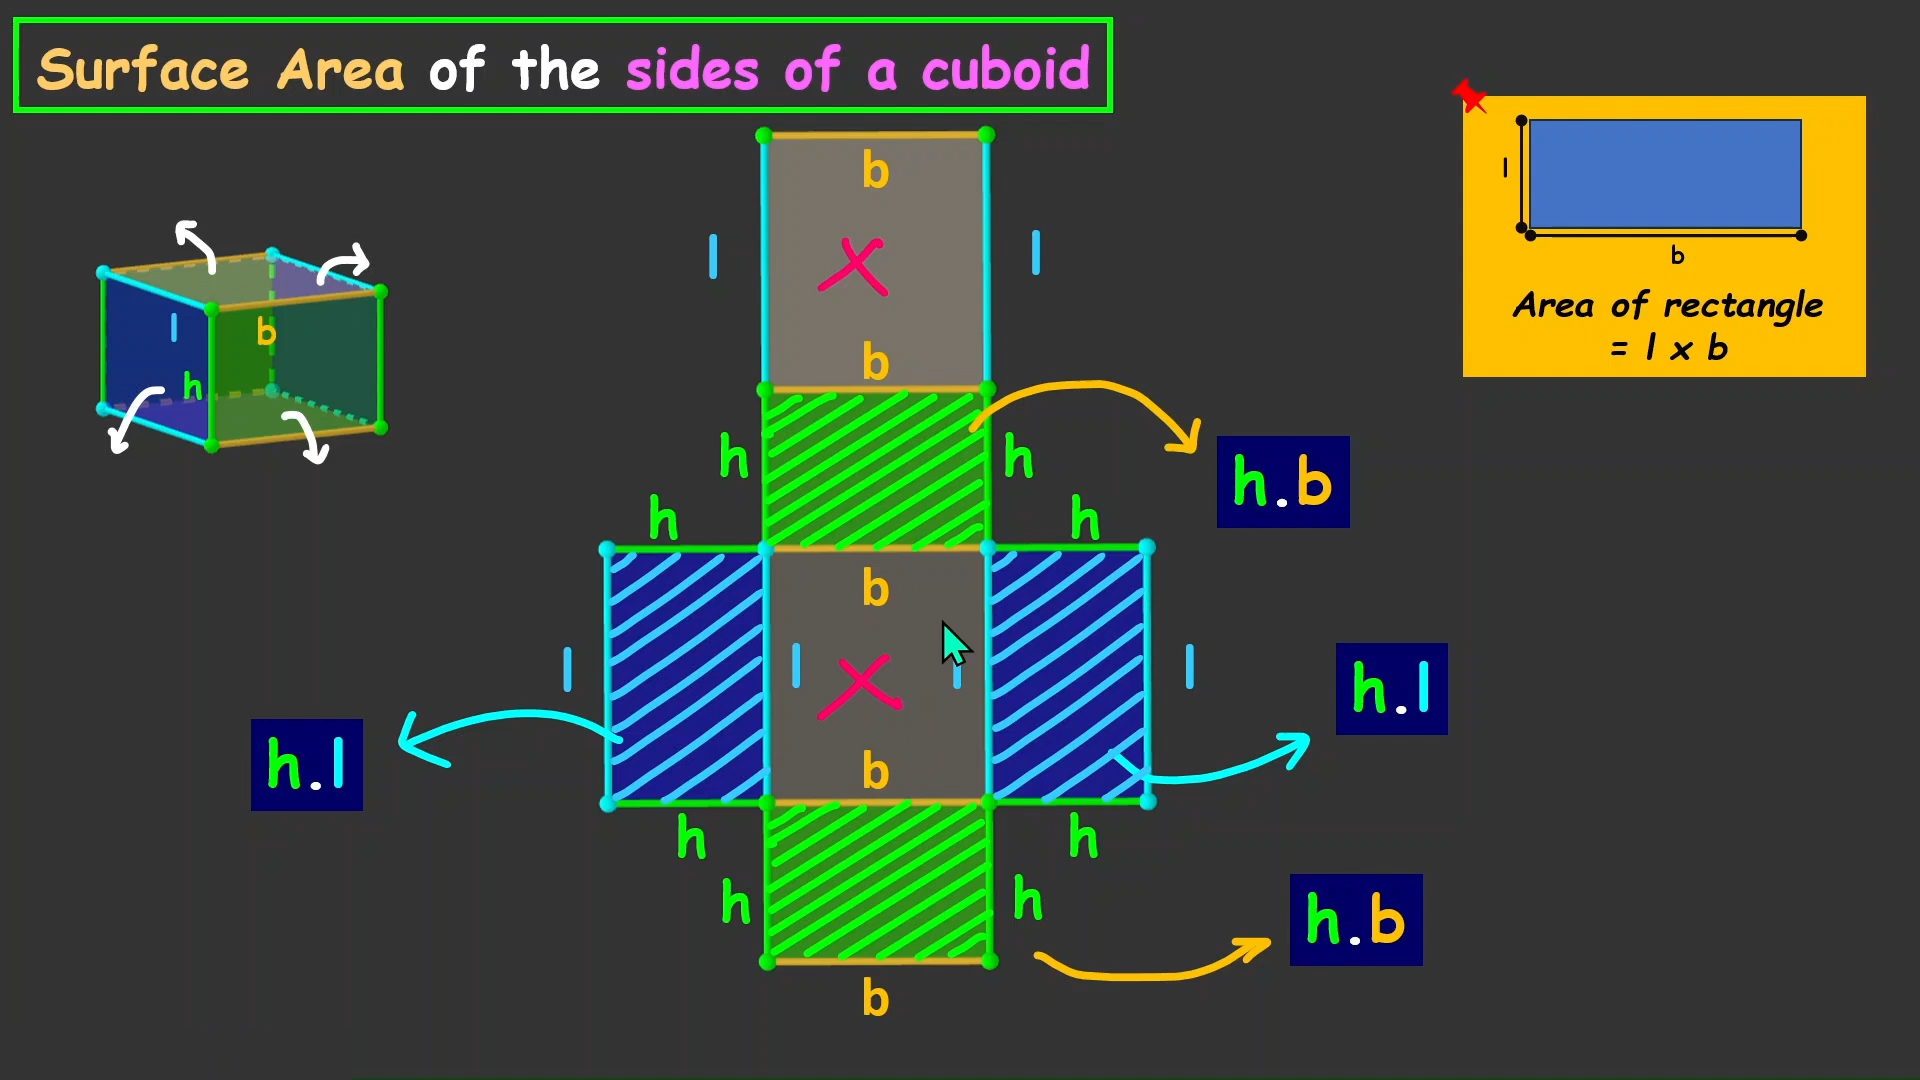 Surface Area of the sides of a cuboid
b
l
l
b
l
b
Area of rectangle
= l x b
l
b
h
b
h
h
h.b
h
h
b
l
l
l
l
h.l
b
h.l
h
h
h
h
h.b
b